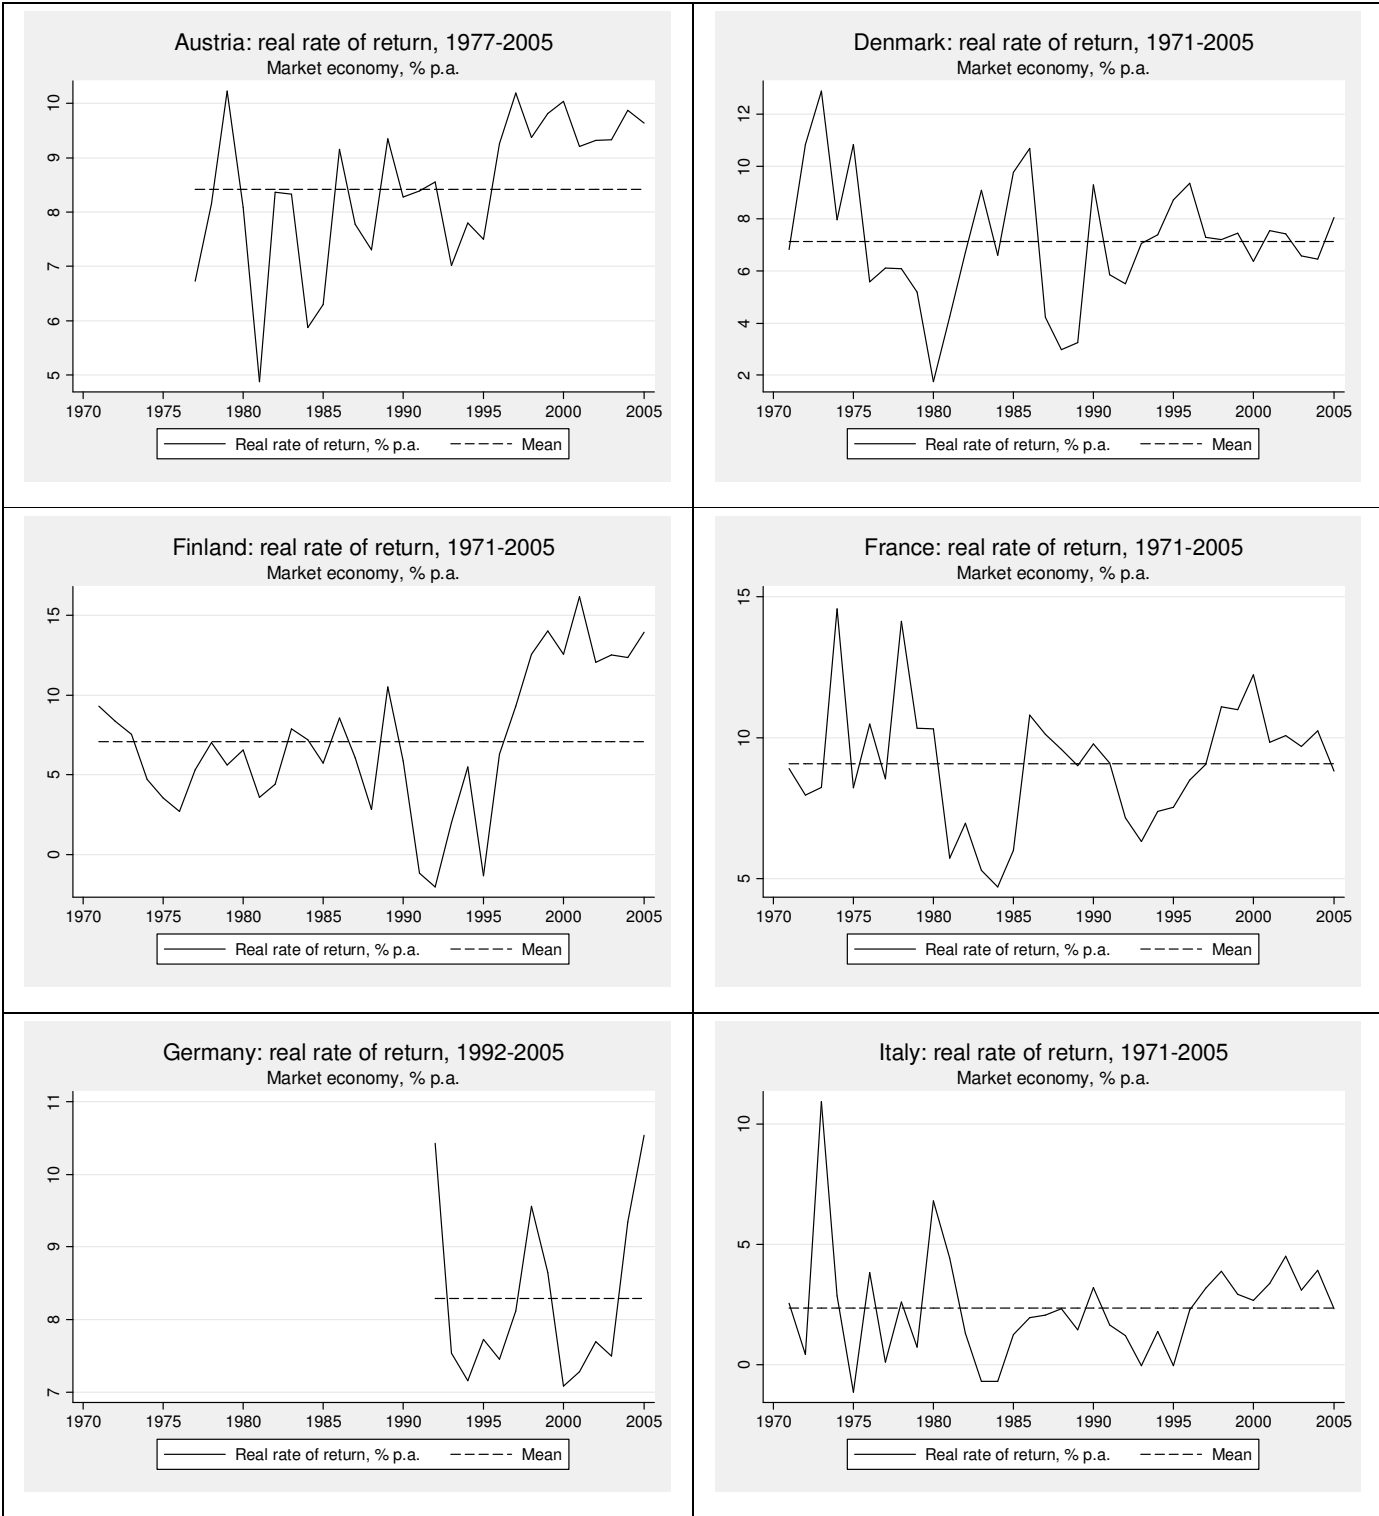 Austria: real rate of return, 1977-2005
Market economy, % p.a.
10
9
8
7
6
5
1970 1975 1980 1985 1990 1995 2000 2005
Real rate of return, % p.a. Mean
Denmark: real rate of return, 1971-2005
Market economy, % p.a.
12
10
8
6
4
2
1970 1975 1980 1985 1990 1995 2000 2005
Real rate of return, % p.a. Mean
Finland: real rate of return, 1971-2005
Market economy, % p.a.
15
10
5
0
1970 1975 1980 1985 1990 1995 2000 2005
Real rate of return, % p.a. Mean
France: real rate of return, 1971-2005
Market economy, % p.a.
15
10
5
1970 1975 1980 1985 1990 1995 2000 2005
Real rate of return, % p.a. Mean
Germany: real rate of return, 1992-2005
Market economy, % p.a.
11
10
9
8
7
1970 1975 1980 1985 1990 1995 2000 2005
Real rate of return, % p.a. Mean
Italy: real rate of return, 1971-2005
Market economy, % p.a.
10
5
0
1970 1975 1980 1985 1990 1995 2000 2005
Real rate of return, % p.a. Mean